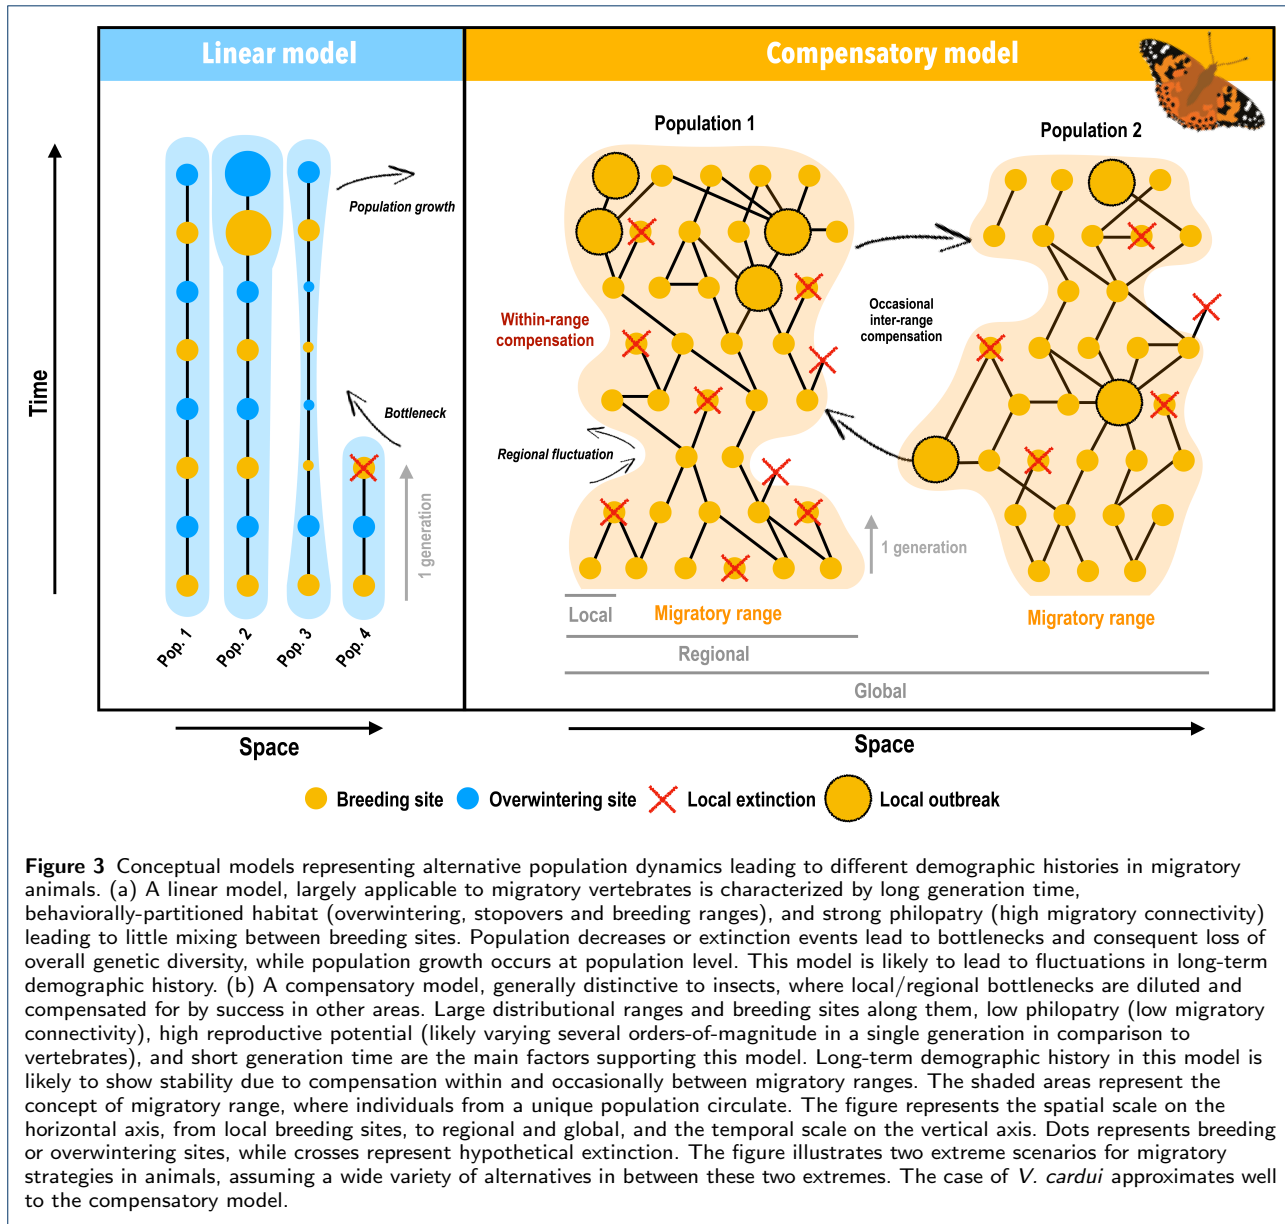 Linear model
Compensatory model
Population 1
Population 2
Population growth
Within-range
compensation
Occasional
inter-range
compensation
Time
Bottleneck
Regional fluctuation
1 generation
1 generation
Pop. 1
Pop. 2
Pop. 3
Pop. 4
Local
Migratory range
Migratory range
Regional
Global
Space
Space
Breeding site
Overwintering site
Local extinction
Local outbreak
Figure 3 Conceptual models representing alternative population dynamics leading to different demographic histories in migratory
animals. (a) A linear model, largely applicable to migratory vertebrates is characterized by long generation time,
behaviorally-partitioned habitat (overwintering, stopovers and breeding ranges), and strong philopatry (high migratory connectivity)
leading to little mixing between breeding sites. Population decreases or extinction events lead to bottlenecks and consequent loss of
overall genetic diversity, while population growth occurs at population level. This model is likely to lead to fluctuations in long-term
demographic history. (b) A compensatory model, generally distinctive to insects, where local/regional bottlenecks are diluted and
compensated for by success in other areas. Large distributional ranges and breeding sites along them, low philopatry (low migratory
connectivity), high reproductive potential (likely varying several orders-of-magnitude in a single generation in comparison to
vertebrates), and short generation time are the main factors supporting this model. Long-term demographic history in this model is
likely to show stability due to compensation within and occasionally between migratory ranges. The shaded areas represent the
concept of migratory range, where individuals from a unique population circulate. The figure represents the spatial scale on the
horizontal axis, from local breeding sites, to regional and global, and the temporal scale on the vertical axis. Dots represents breeding
or overwintering sites, while crosses represent hypothetical extinction. The figure illustrates two extreme scenarios for migratory
strategies in animals, assuming a wide variety of alternatives in between these two extremes. The case of V. cardui approximates well
to the compensatory model.